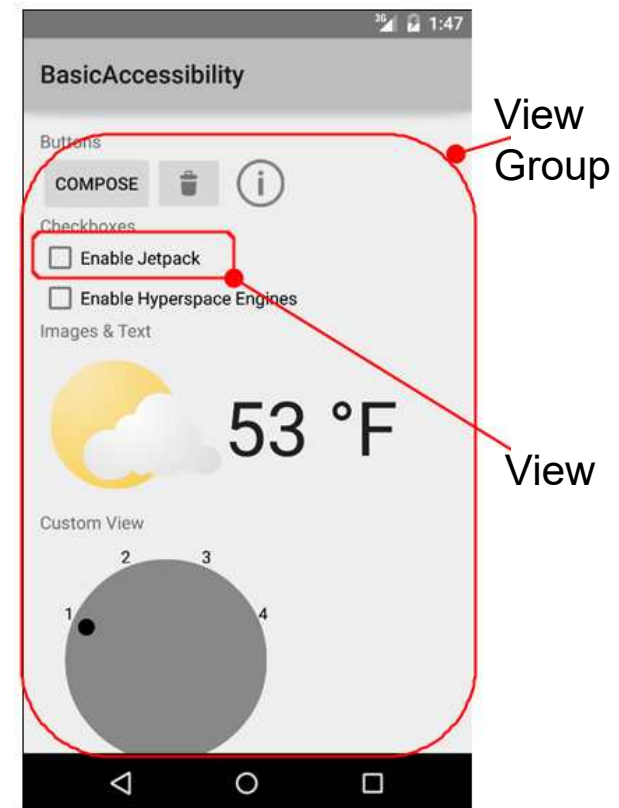 3G 1:47
BasicAccessibility
View
Group
Buttons
COMPOSE i
Checkboxes
Enable Jetpack
Enable Hyperspace Engines
Images & Text
53 °F
View
Custom View
2 3
1 4